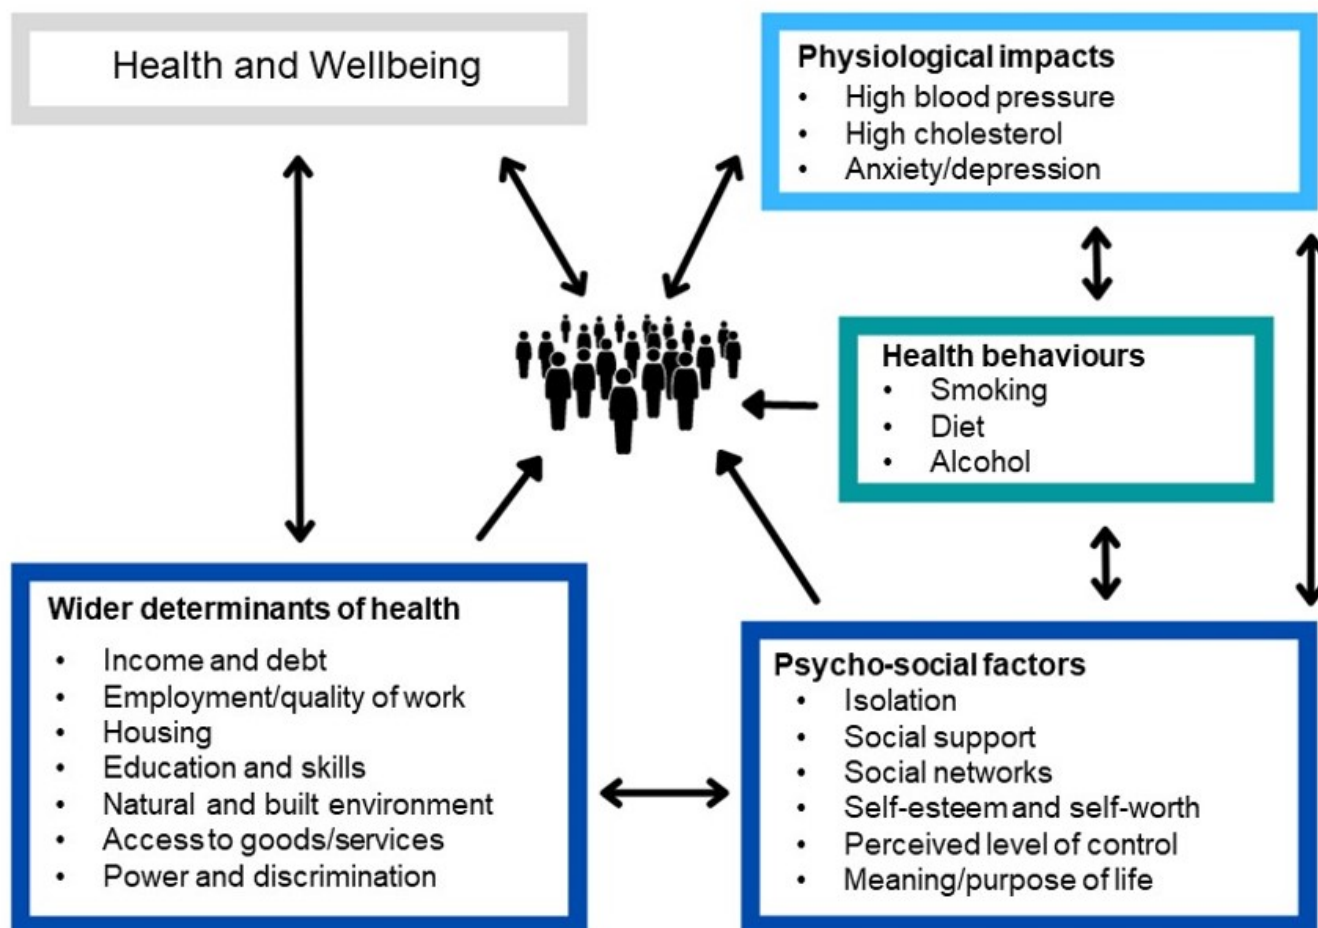 Health and Wellbeing
Physiological impacts
• High blood pressure
• High cholesterol
• Anxiety/depression
Health behaviours
• Smoking
• Diet
• Alcohol
Wider determinants of health
• Income and debt
• Employment/quality of work
• Housing
• Education and skills
• Natural and built environment
• Access to goods/services
• Power and discrimination
Psycho-social factors
• Isolation
• Social support
• Social networks
• Self-esteem and self-worth
• Perceived level of control
• Meaning/purpose of life